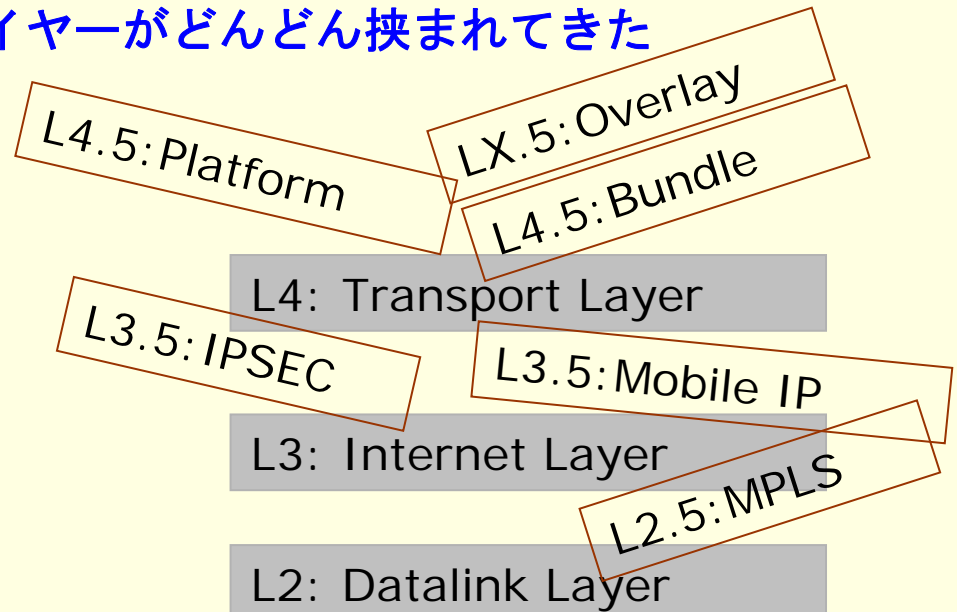 イヤーがどんどん挟まれてきた
LX.5:Overlay
L4.5:Platform
L4.5:Bundle
L4: Transport Layer
L3.5:IPSEC
L3.5:Mobile IP
L3: Internet Layer
L2.5:MPLS
L2: Datalink Layer